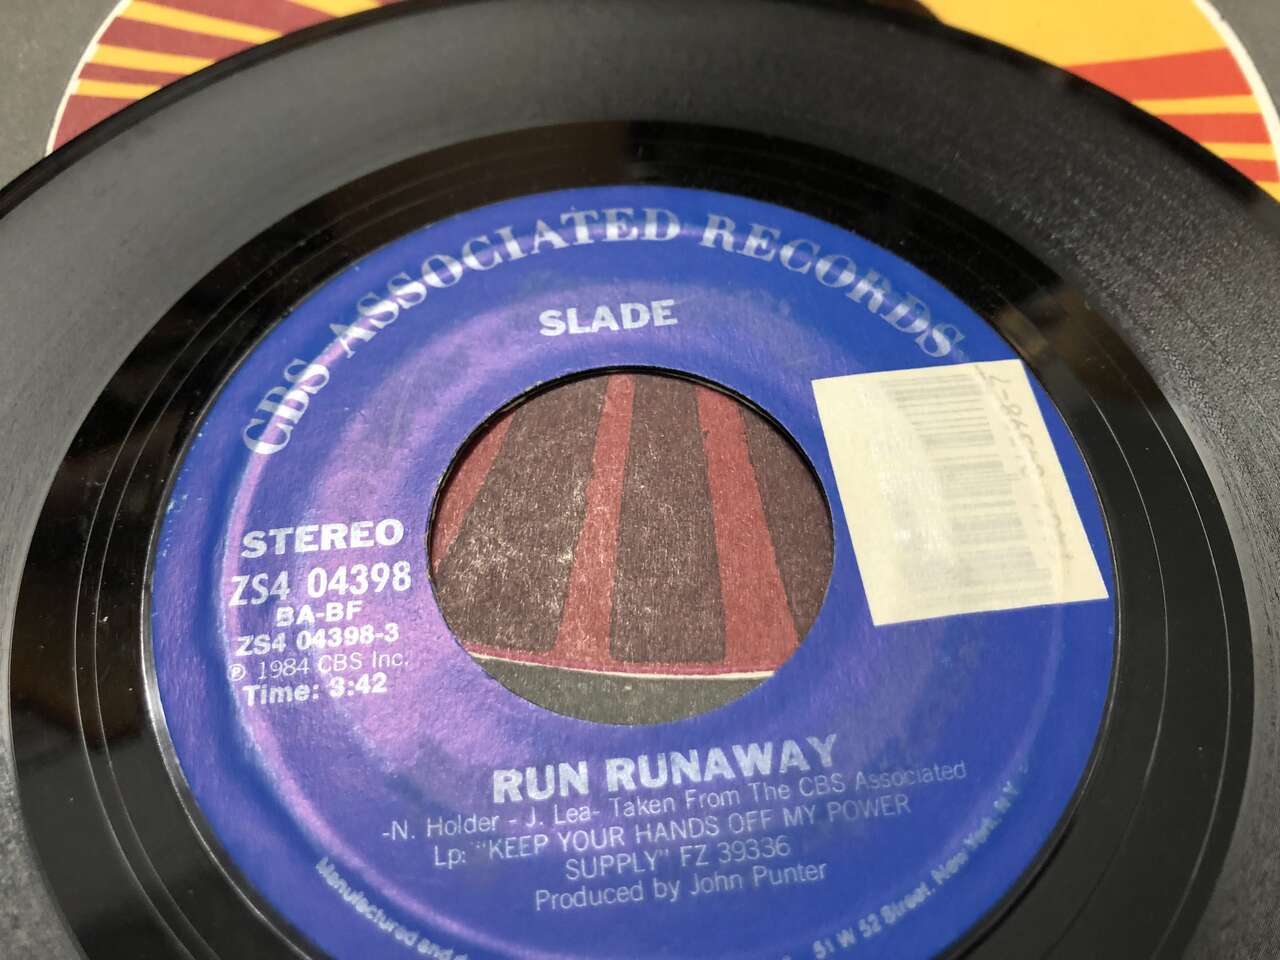 CBS ASSOCIATED RECORDS
SLADE
STEREO
ZS4 04398
BA-BF
ZS4 04398-3
℗ 1984 CBS Inc.
Time: 3:42
RUN RUNAWAY
-N. Holder - J. Lea- Taken From The CBS Associated
Lp: "KEEP YOUR HANDS OFF MY POWER
SUPPLY" FZ 39336
Produced by John Punter
Manufactured and
51 W 52 Street, New York, NY